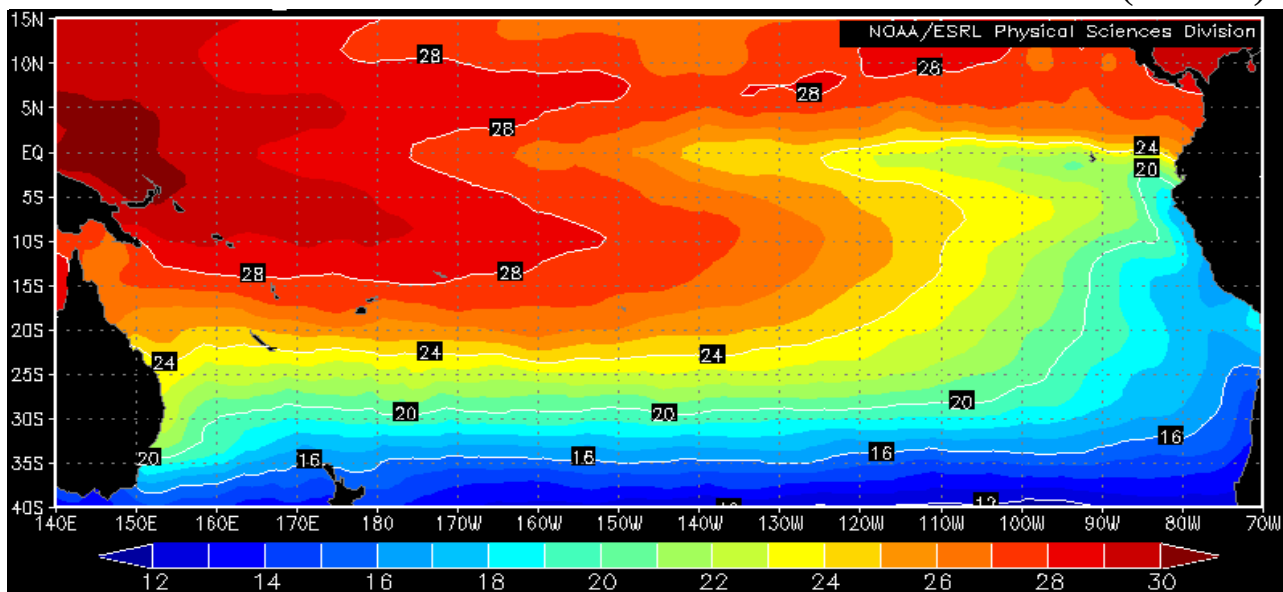 15N
NOAA/ESRL Physical Sciences Division
28
10N
28
28
5N
28
24
EQ
20
5S
10S
28 28
15S
20S
24 24 24
25S
20 20 20
30S
16
16
20 16 16
35S
40S
140E 150E 160E 170E 180 170W 160W 150W 140W 130W 120W 110W 100W 90W 80W 70W
12 14 16 18 20 22 24 26 28 30